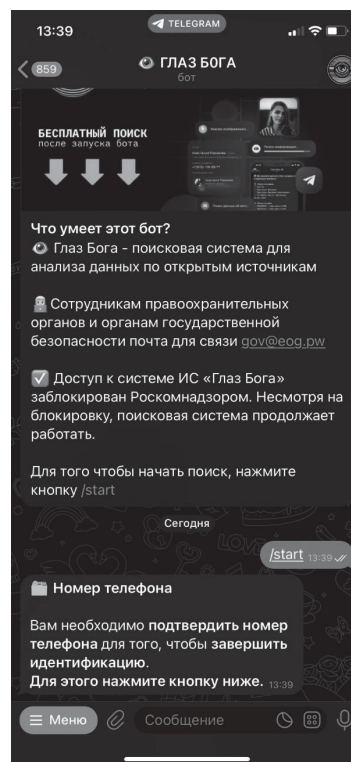 13:39
TELEGRAM
859
ГЛАЗ БОГА
бот
БЕСПЛАТНЫЙ ПОИСК
после запуска бота
Что умеет этот бот?
Глаз Бога - поисковая система для
анализа данных по открытым источникам
Сотрудникам правоохранительных
органов и органам государственной
безопасности почта для связи gov@eog.pw
Доступ к системе ИС «Глаз Бога»
заблокирован Роскомнадзором. Несмотря на
блокировку, поисковая система продолжает
работать.
Для того чтобы начать поиск, нажмите
кнопку /start
Сегодня
/start 13:39
Номер телефона
Вам необходимо подтвердить номер
телефона для того, чтобы завершить
идентификацию.
Для этого нажмите кнопку ниже. 13:39
Меню
Сообщение